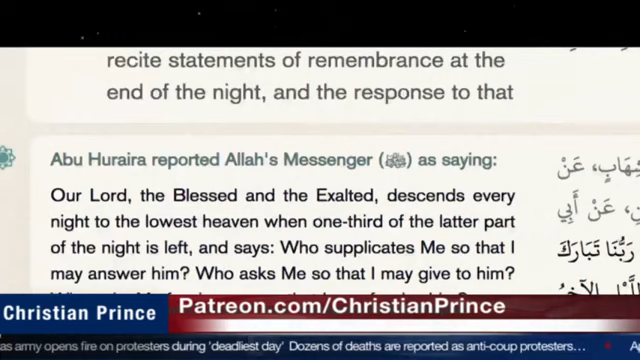 recite statements of remembrance at the
end of the night, and the response to that
Abu Huraira reported Allah's Messenger (ﷺ) as saying:
Our Lord, the Blessed and the Exalted, descends every
night to the lowest heaven when one-third of the latter part
of the night is left, and says: Who supplicates Me so that I
may answer him? Who asks Me so that I may give to him?
شِهَابٍ، عَنْ
عَنْ أَبِي
رَبُّنَا تَبَارَكَ
اللَّيْلِ الآخِرُ
Christian Prince
Patreon.com/ChristianPrince
as army opens fire on protesters during 'deadliest day' Dozens of deaths are reported as anti-coup protesters...